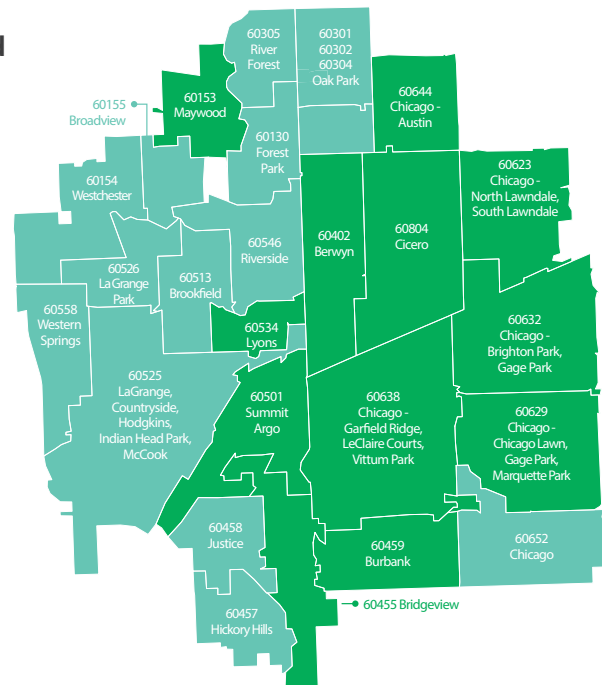 60305
River
Forest
60301
60302
60304
Oak Park
60644
Chicago -
Austin
60153
Maywood
60155
Broadview
60130
Forest
Park
60623
Chicago -
North Lawndale,
South Lawndale
60154
Westchester
60546
Riverside
60402
Berwyn
60804
Cicero
60526
La Grange
Park
60513
Brookfield
60558
Western
Springs
60534
Lyons
60632
Chicago -
Brighton Park,
Gage Park
60525
LaGrange,
Countryside,
Hodgkins,
Indian Head Park,
McCook
60501
Summit
Argo
60638
Chicago -
Garfield Ridge,
LeClaire Courts,
Vittum Park
60629
Chicago -
Chicago Lawn,
Gage Park,
Marquette Park
60458
Justice
60459
Burbank
60652
Chicago
60455 Bridgeview
60457
Hickory Hills